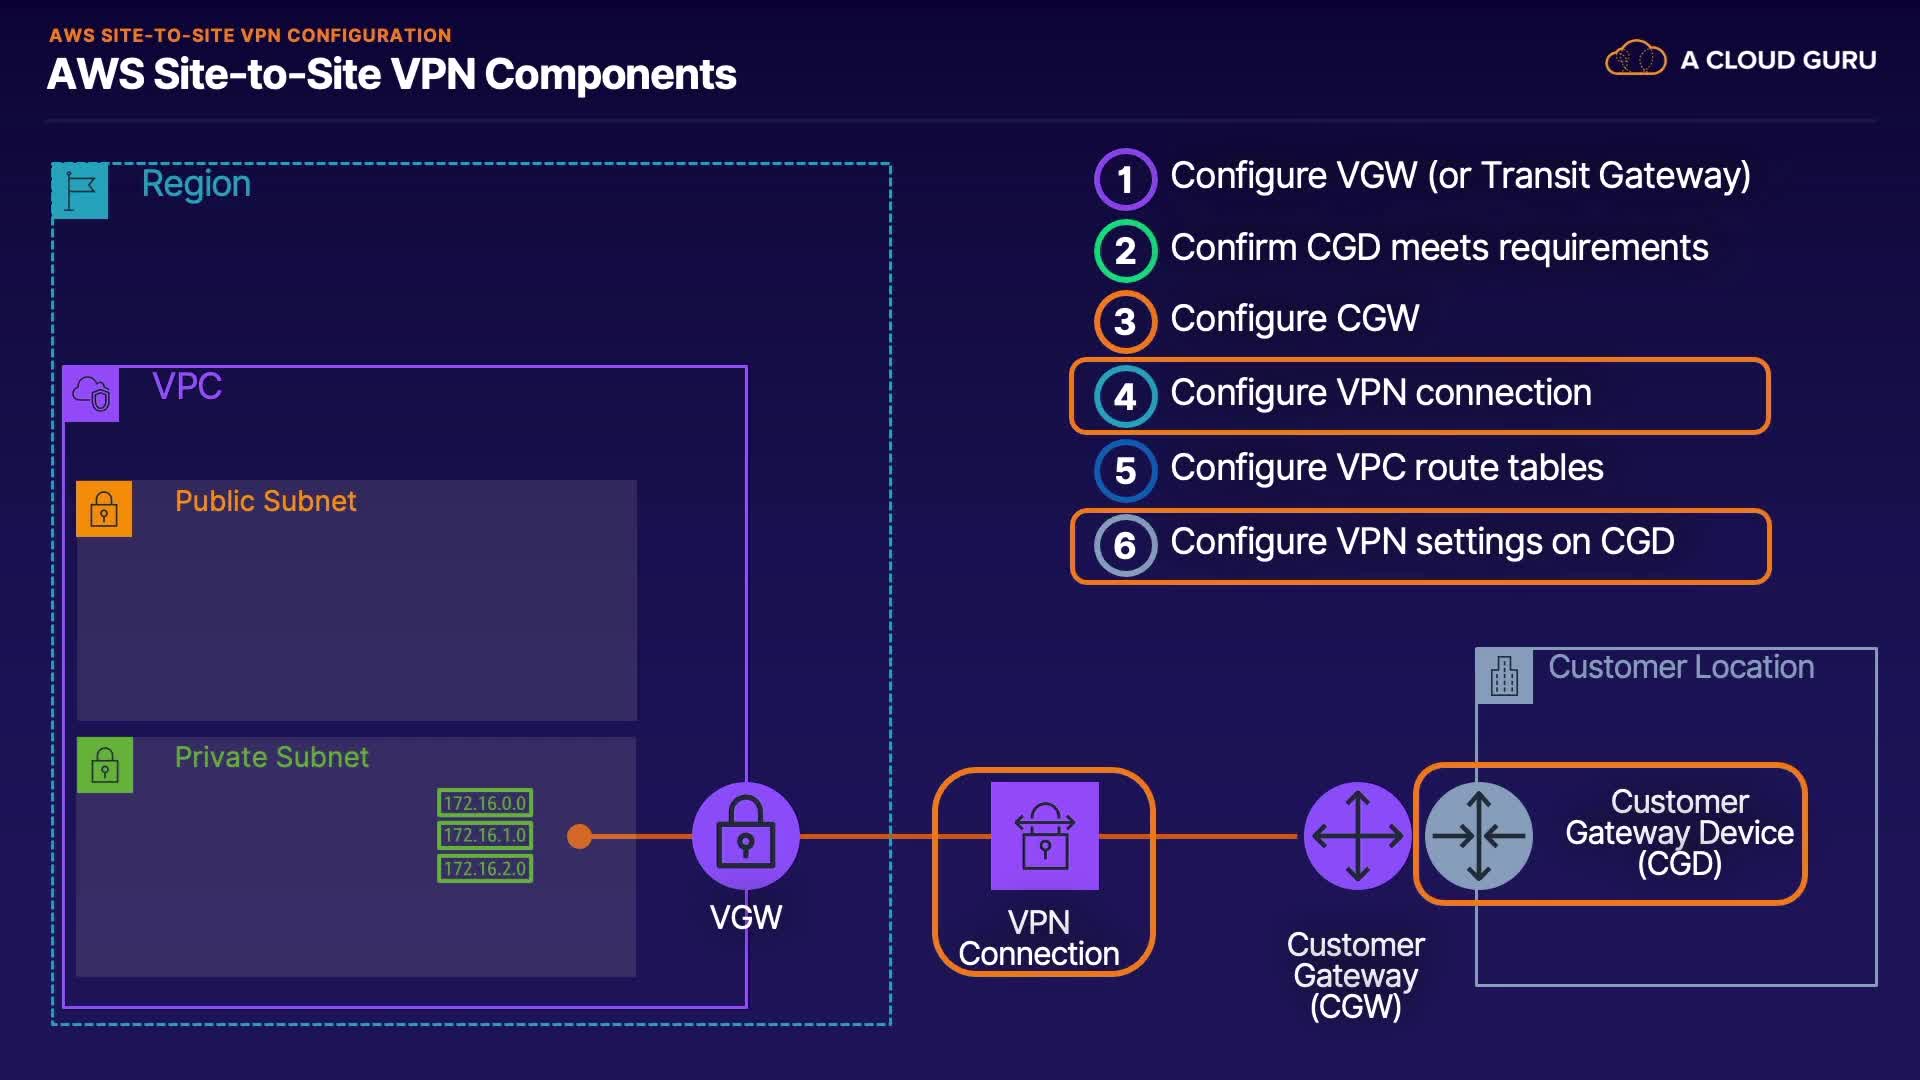 AWS SITE-TO-SITE VPN CONFIGURATION
AWS Site-to-Site VPN Components
A CLOUD GURU
Region
VPC
Public Subnet
Private Subnet
172.16.0.0
172.16.1.0
172.16.2.0
1 Configure VGW (or Transit Gateway)
2 Confirm CGD meets requirements
3 Configure CGW
4 Configure VPN connection
5 Configure VPC route tables
6 Configure VPN settings on CGD
VGW
VPN
Connection
Customer
Gateway
(CGW)
Customer Location
Customer
Gateway Device
(CGD)